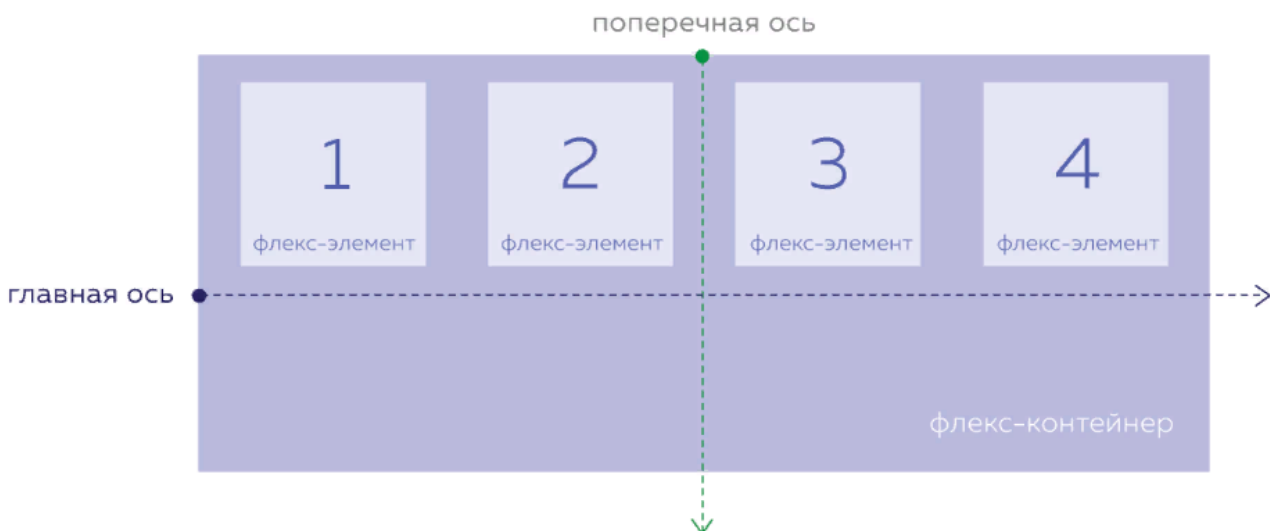 поперечная ось
1 2 3 4
флекс-элемент флекс-элемент флекс-элемент флекс-элемент
главная ось
флекс-контейнер